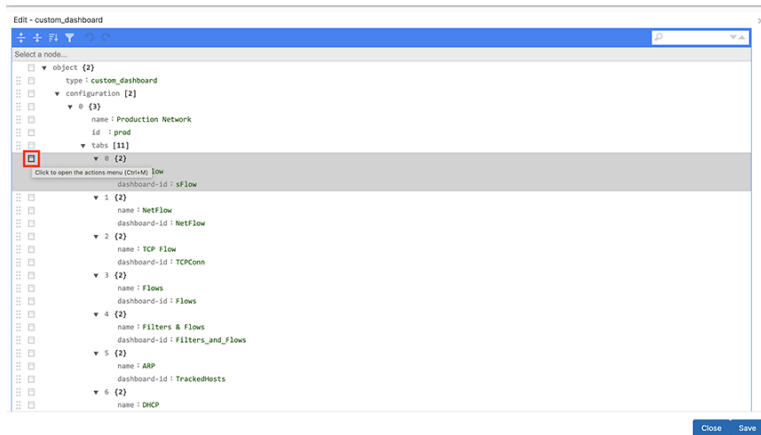 Edit - custom_dashboard
Select a node...
object {2}
type : custom_dashboard
configuration [2]
0 {3}
name : Production Network
id : prod
tabs [11]
0 {2}
Click to open the actions menu (Ctrl+M) low
dashboard-id : sFlow
1 {2}
name : NetFlow
dashboard-id : NetFlow
2 {2}
name : TCP Flow
dashboard-id : TCPConn
3 {2}
name : Flows
dashboard-id : Flows
4 {2}
name : Filters & Flows
dashboard-id : Filters_and_Flows
5 {2}
name : ARP
dashboard-id : TrackedHosts
6 {2}
name : DHCP
Close Save